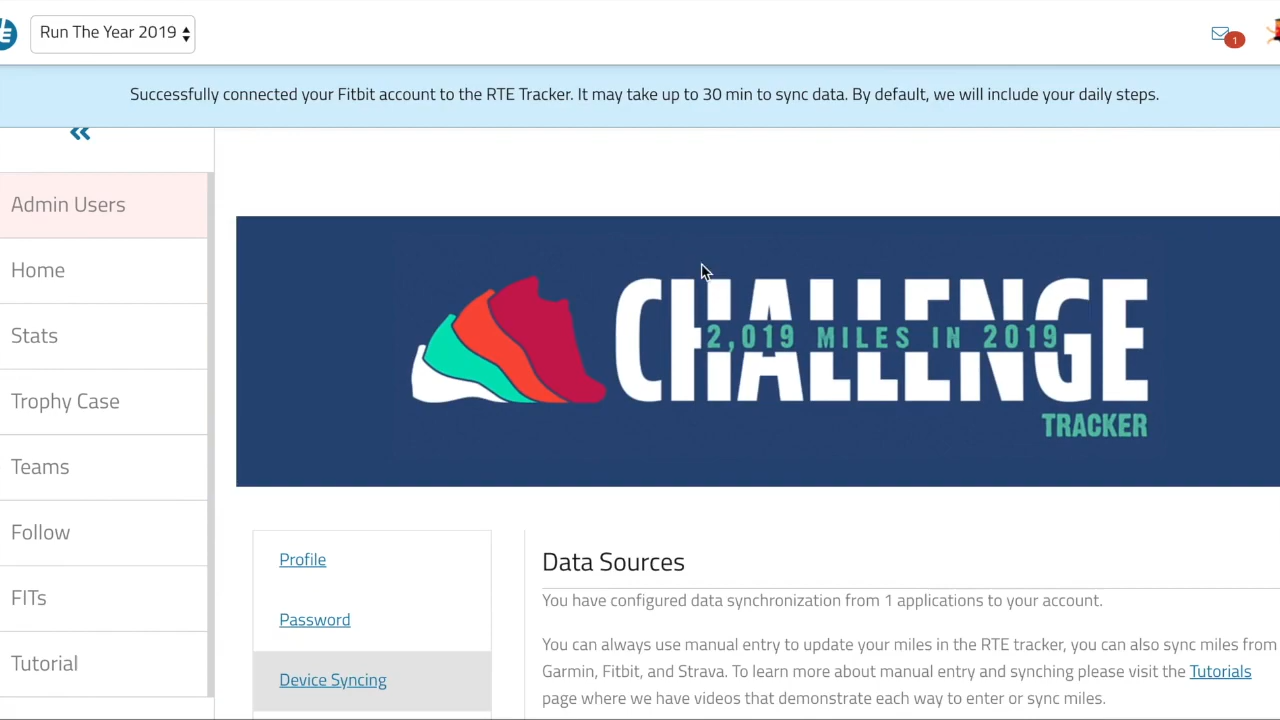 Run The Year 2019
1
Successfully connected your Fitbit account to the RTE Tracker. It may take up to 30 min to sync data. By default, we will include your daily steps.
Admin Users
Home
Stats
Trophy Case
Teams
Follow
FITs
Tutorial
CHALLENGE
2,019 MILES IN 2019
TRACKER
Profile
Password
Device Syncing
Data Sources
You have configured data synchronization from 1 applications to your account.
You can always use manual entry to update your miles in the RTE tracker, you can also sync miles from
Garmin, Fitbit, and Strava. To learn more about manual entry and synching please visit the Tutorials
page where we have videos that demonstrate each way to enter or sync miles.